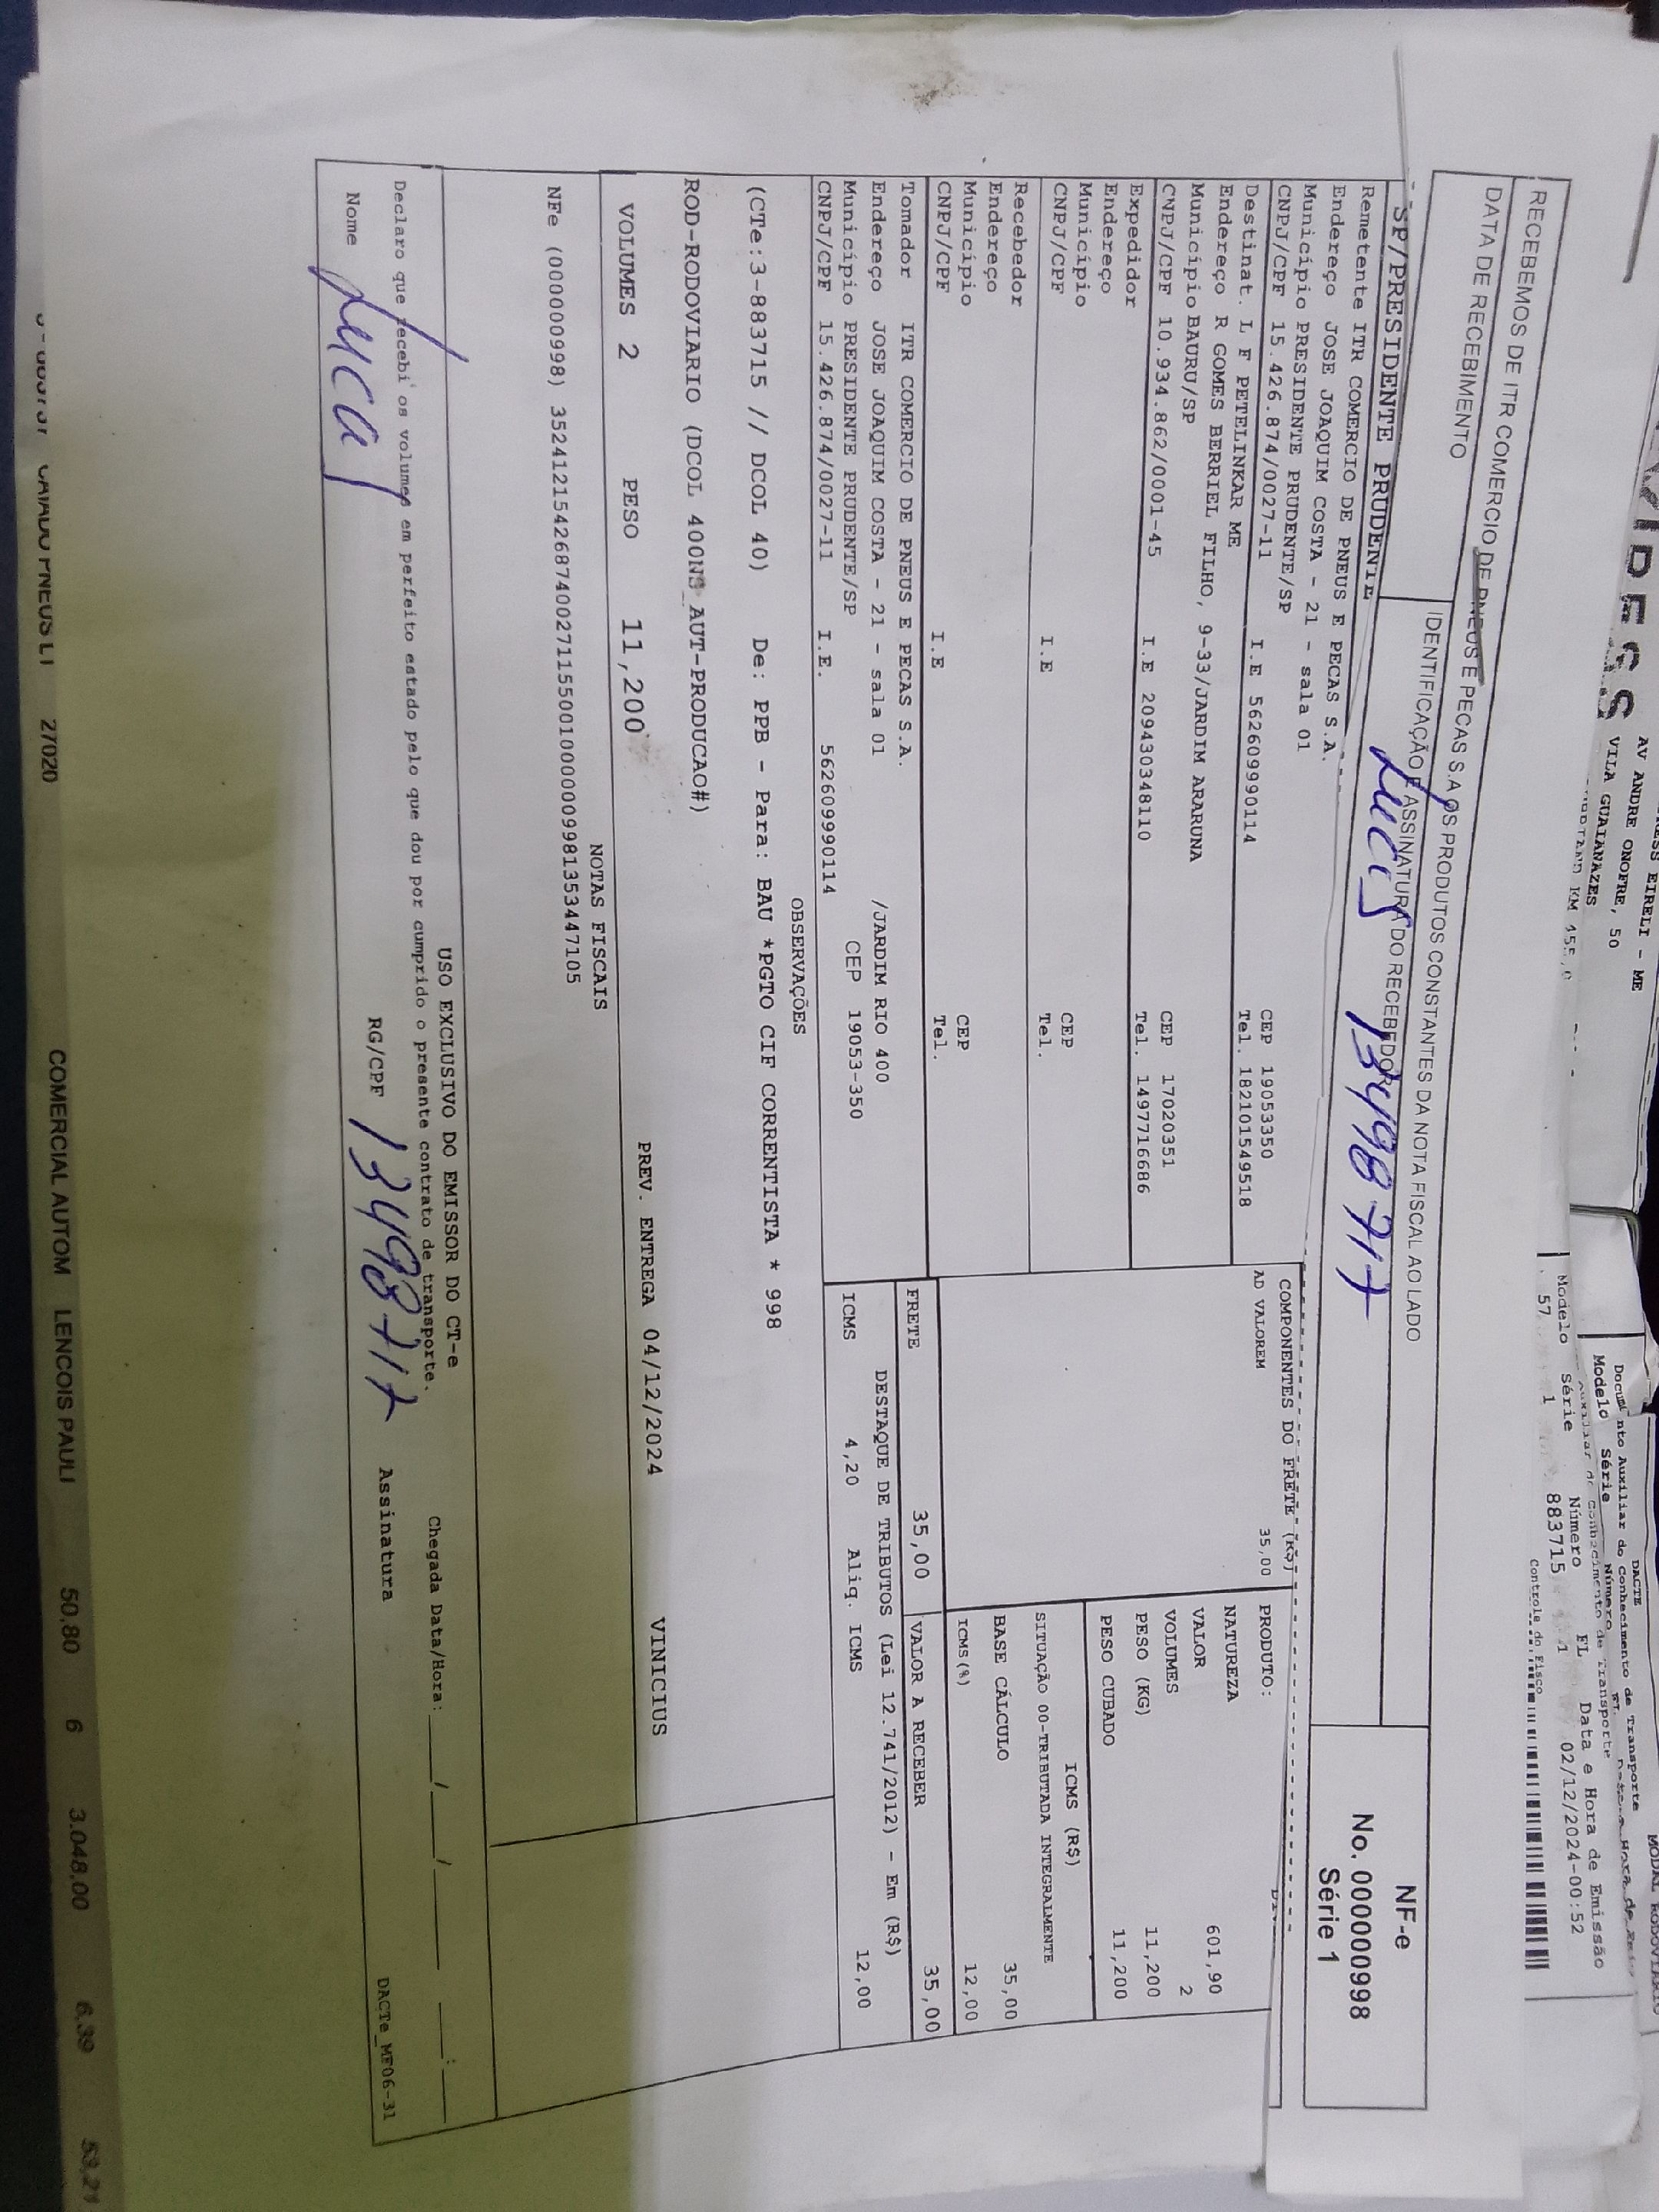 AV ANDRE ONOFRE, 50
VILA GUAIANAZES
EIRELI - ME
DACTE
Documento Auxiliar do Conhecimento de Transporte
Modelo Série Número FL Data e Hora de Emissão
57 1 883715 1 02/12/2024-00:52
Controle do Fisco
RECEBEMOS DE ITR COMERCIO DE PNEUS E PECAS S.A OS PRODUTOS CONSTANTES DA NOTA FISCAL AO LADO
DATA DE RECEBIMENTO
IDENTIFICAÇÃO E ASSINATURA DO RECEBEDOR
Lucas 13498717
NF-e
No. 000000998
Série 1
SP/PRESIDENTE PRUDENTE
Remetente ITR COMERCIO DE PNEUS E PECAS S.A.
Endereço JOSE JOAQUIM COSTA - 21 - sala 01
Município PRESIDENTE PRUDENTE/SP CEP 19053350
CNPJ/CPF 15.426.874/0027-11 I.E 562609990114 Tel. 182101549518
Destinat. L F PETELINKAR ME
Endereço R GOMES BERRIEL FILHO, 9-33/JARDIM ARARUNA
Município BAURU/SP CEP 17020351
CNPJ/CPF 10.934.862/0001-45 I.E 209430348110 Tel. 1497716686
Expedidor
Endereço
Município CEP
CNPJ/CPF I.E Tel.
Recebedor
Endereço
Município CEP
CNPJ/CPF I.E Tel.
Tomador ITR COMERCIO DE PNEUS E PECAS S.A.
Endereço JOSE JOAQUIM COSTA - 21 - sala 01 /JARDIM RIO 400
Município PRESIDENTE PRUDENTE/SP CEP 19053-350
CNPJ/CPF 15.426.874/0027-11 I.E. 562609990114
COMPONENTES DO FRETE (R$)
AD VALOREM 35,00
PRODUTO:
NATUREZA
VALOR 601,90
VOLUMES 2
PESO (KG) 11,200
PESO CUBADO 11,200
ICMS (R$)
SITUAÇÃO 00-TRIBUTADA INTEGRALMENTE
BASE CÁLCULO 35,00
ICMS(%) 12,00
FRETE 35,00 VALOR A RECEBER 35,00
DESTAQUE DE TRIBUTOS (Lei 12.741/2012) - Em (R$)
ICMS 4,20 Aliq. ICMS 12,00
OBSERVAÇÕES
(CTe:3-883715 // DCOL 40) De: PPB - Para: BAU *PGTO CIF CORRENTISTA * 998
ROD-RODOVIARIO (DCOL 400NS AUT-PRODUCAO#)
VOLUMES 2 PESO 11,200 PREV. ENTREGA 04/12/2024 VINICIUS
NOTAS FISCAIS
NFe (000000998) 35241215426874002711550010000009981353447105
USO EXCLUSIVO DO EMISSOR DO CT-e
Declaro que recebi os volumes em perfeito estado pelo que dou por cumprido o presente contrato de transporte.
Chegada Data/Hora: ____/____/____ ____:____
Nome Lucas RG/CPF 13498717 Assinatura
DACTe_MF06-31
27020 COMERCIAL AUTOM LENCOIS PAULI 50.80 6 3.048.00 6.39 53,21